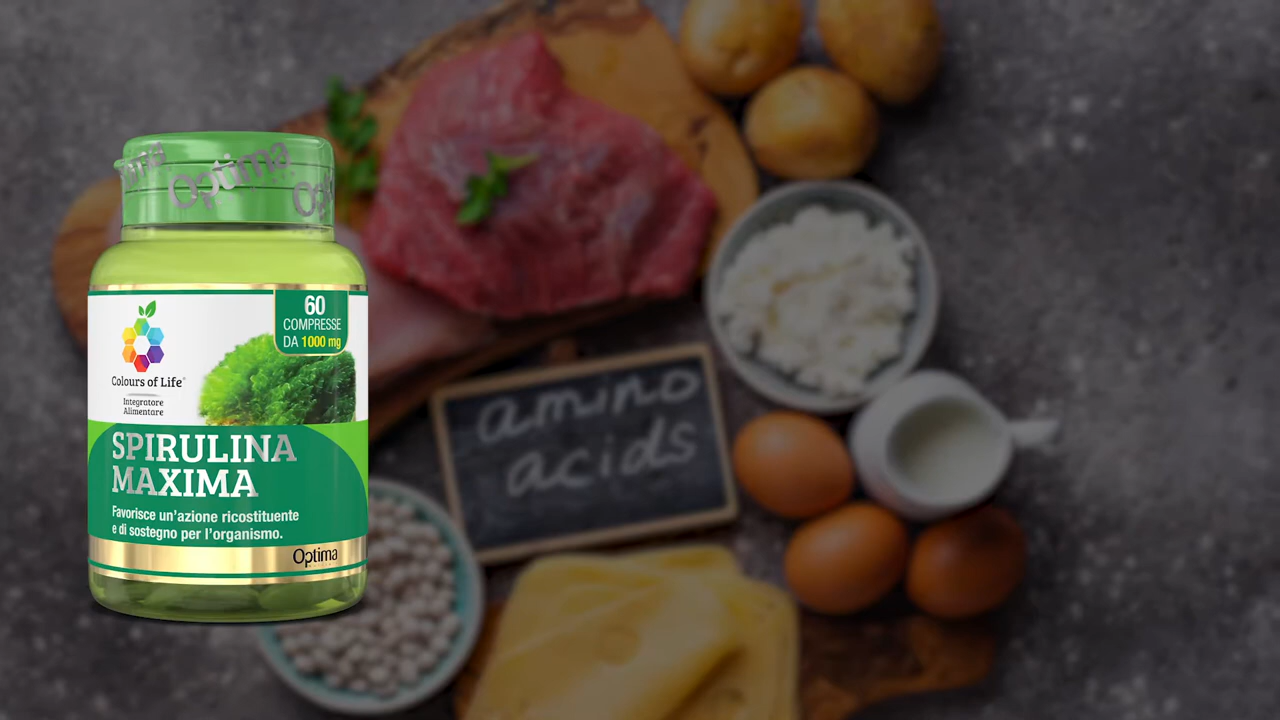 Optima
Colours of Life®
Integratore
Alimentare
60
COMPRESSE
DA 1000 mg
SPIRULINA
MAXIMA
Favorisce un'azione ricostituente
e di sostegno per l'organismo.
Optima
amino
acids